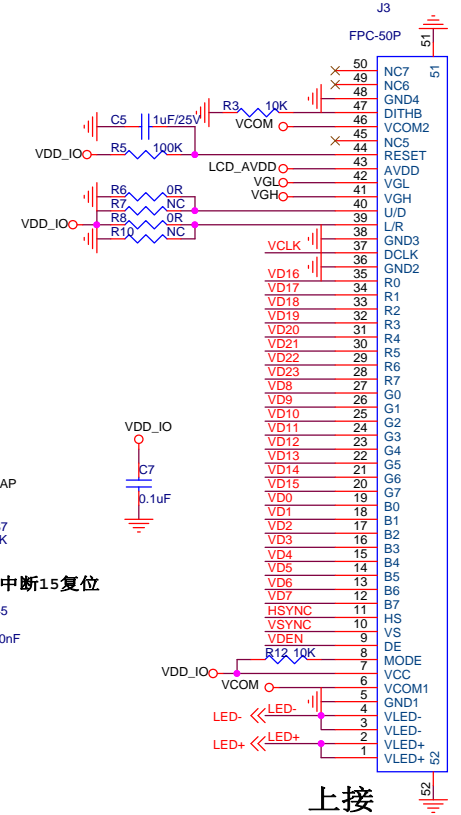 J3
FPC-50P
51
51
50 NC7
49 NC6
48 GND4
R3 10K 47 DITHB
C5 1uF/25V VCOM 46 VCOM2
45 NC5
VDD_IO R5 100K 44 RESET
LCD_AVDD 43 AVDD
VGL 42 VGL
VGH 41 VGH
R6 0R
R7 NC 40 U/D
VDD_IO R8 0R 39 L/R
R10 NC 38 GND3
VCLK 37 DCLK
36 GND2
VD16 35 R0
VD17 34 R1
VD18 33 R2
VD19 32 R3
VD20 31 R4
VD21 30 R5
VD22 29 R6
VD23 28 R7
VD8 27 G0
VD9 26 G1
VD10 25 G2
VD11 24 G3
VD12 23 G4
VD13 22 G5
VD14 21 G6
VD15 20 G7
VD0 19 B0
VD1 18 B1
VD2 17 B2
VD3 16 B3
VD4 15 B4
VD5 14 B5
VD6 13 B6
VD7 12 B7
HSYNC 11 HS
VSYNC 10 VS
VDEN 9 DE
R12 10K 8 MODE
VDD_IO 7 VCC
VCOM 6 VCOM1
5 GND1
LED- LED- 4 VLED-
3 VLED-
LED+ LED+ 2 VLED+
1 VLED+
52
52
VDD_IO
C7
0.1uF
AP
7
K
中断15复位
5
0nF
上接